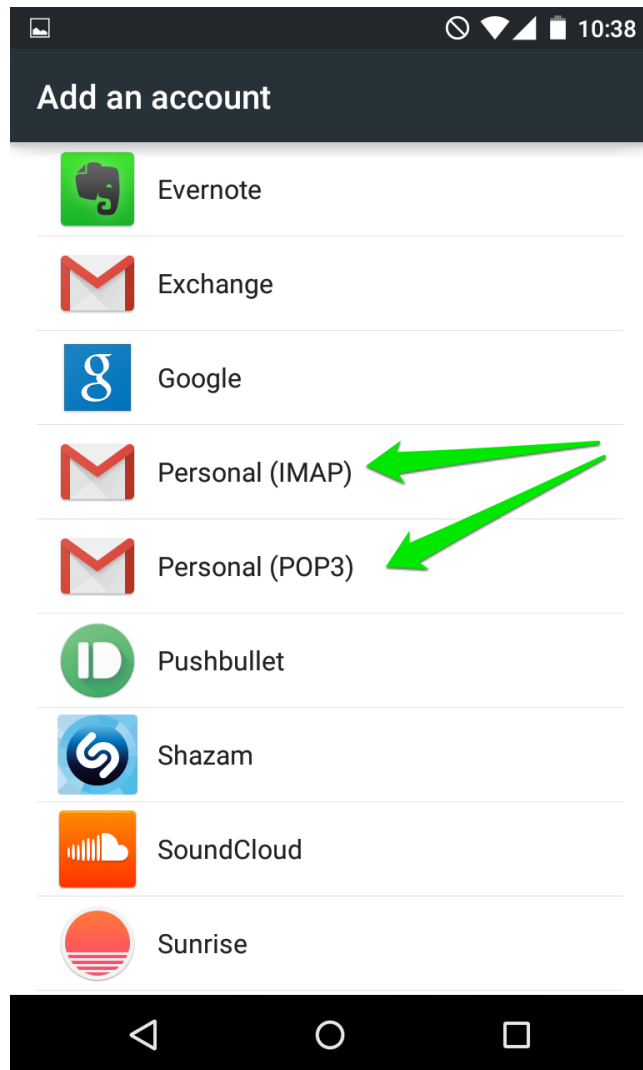 10:38
Add an account
Evernote
Exchange
g
Google
Personal (IMAP)
Personal (POP3)
Pushbullet
Shazam
SoundCloud
Sunrise